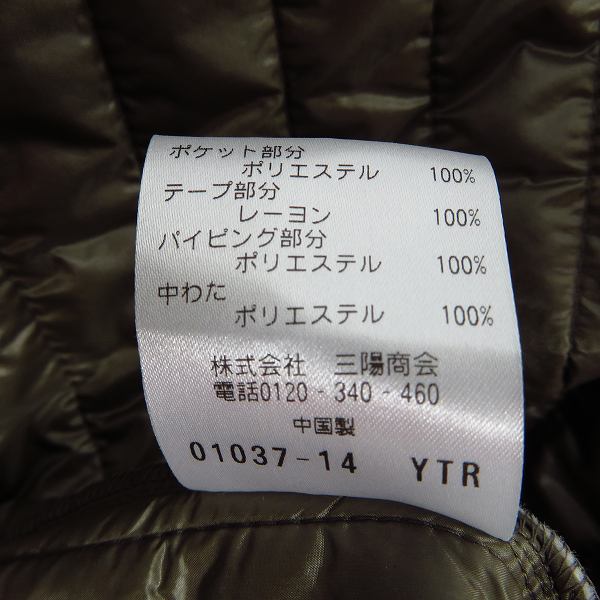 ポケット部分
ポリエステル 100%
テープ部分
レーヨン 100%
パイピング部分
ポリエステル 100%
中わた
ポリエステル 100%
株式会社 三陽商会
電話0120-340-460
中国製
01037-14 YTR